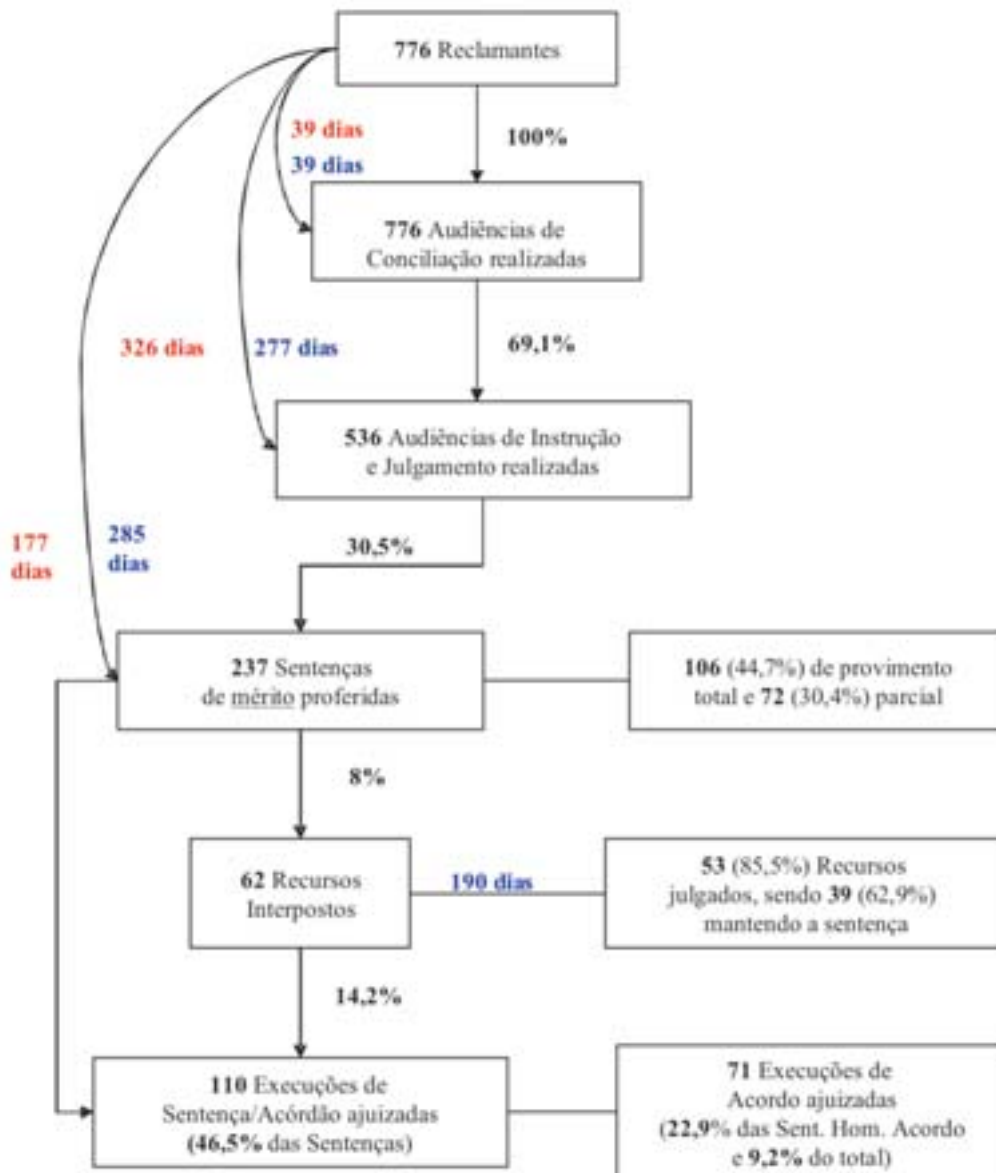 776 Reclamantes
39 dias
39 dias
100%
776 Audiências de
Conciliação realizadas
326 dias
277 dias
69,1%
536 Audiências de Instrução
e Julgamento realizadas
177
dias
285
dias
30,5%
237 Sentenças
de mérito proferidas
106 (44,7%) de provimento
total e 72 (30,4%) parcial
8%
62 Recursos
Interpostos
190 dias
53 (85,5%) Recursos
julgados, sendo 39 (62,9%)
mantendo a sentença
14,2%
110 Execuções de
Sentença/Acórdão ajuizadas
(46,5% das Sentenças)
71 Execuções de
Acordo ajuizadas
(22,9% das Sent. Hom. Acordo
e 9,2% do total)